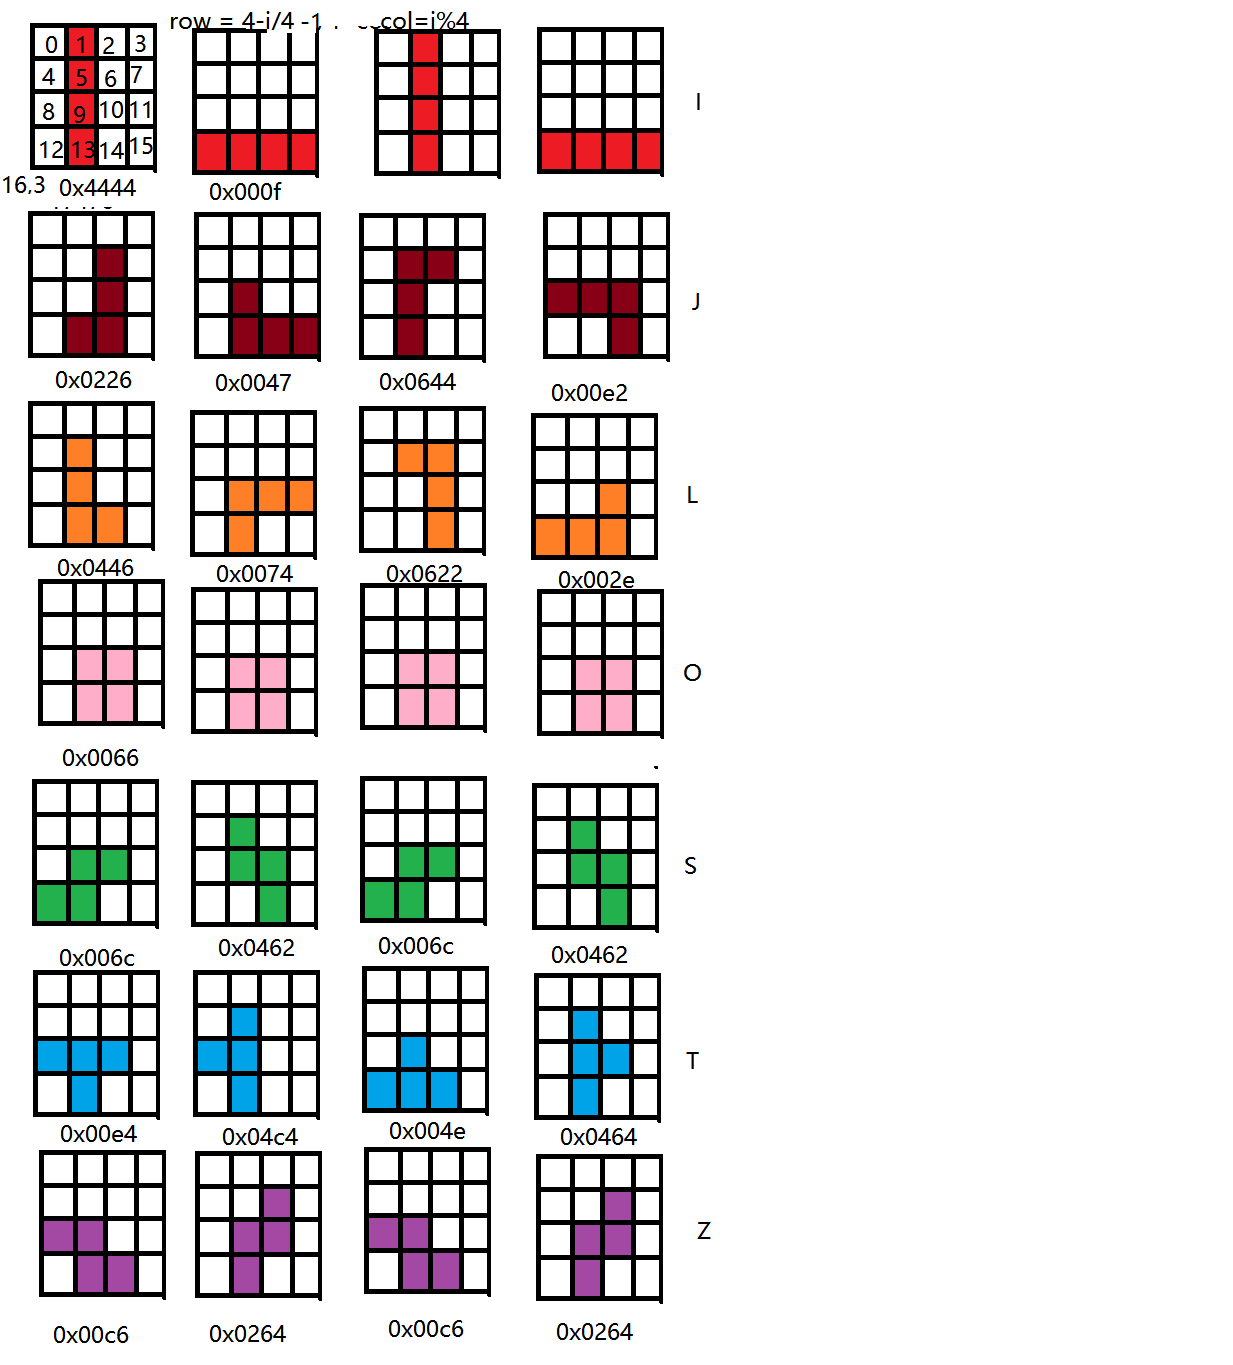 row = 4-i/4 -1 col=i%4
0 1 2 3
4 5 6 7
8 9 10 11
12 13 14 15
I
16,3 0x4444 0x000f
J
0x0226 0x0047 0x0644 0x00e2
L
0x0446 0x0074 0x0622 0x002e
O
0x0066
S
0x006c 0x0462 0x006c 0x0462
T
0x00e4 0x04c4 0x004e 0x0464
Z
0x00c6 0x0264 0x00c6 0x0264